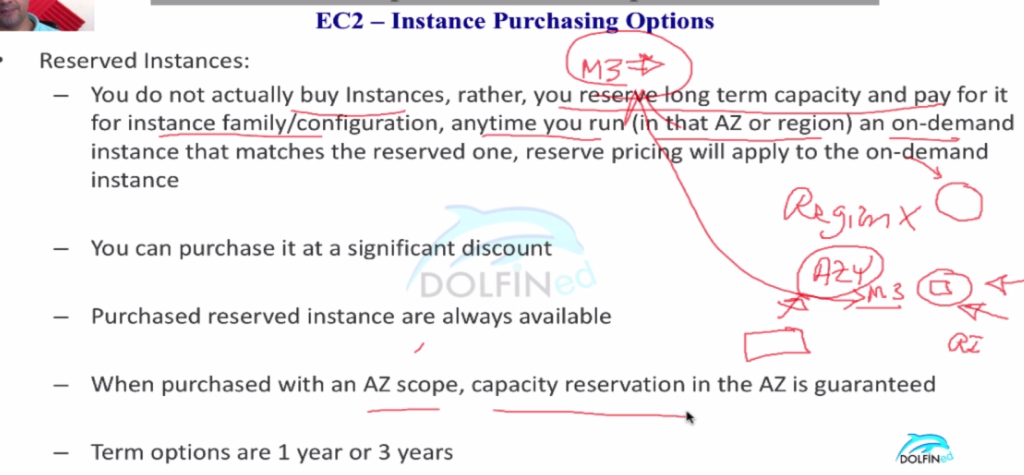 EC2 – Instance Purchasing Options
Reserved Instances:
M3
– You do not actually buy Instances, rather, you reserve long term capacity and pay for it
for instance family/configuration, anytime you run (in that AZ or region) an on-demand
instance that matches the reserved one, reserve pricing will apply to the on-demand
instance
Region X
– You can purchase it at a significant discount
AZ Y
M3
DOLFINed
– Purchased reserved instance are always available
RI
– When purchased with an AZ scope, capacity reservation in the AZ is guaranteed
– Term options are 1 year or 3 years
DOLFINed